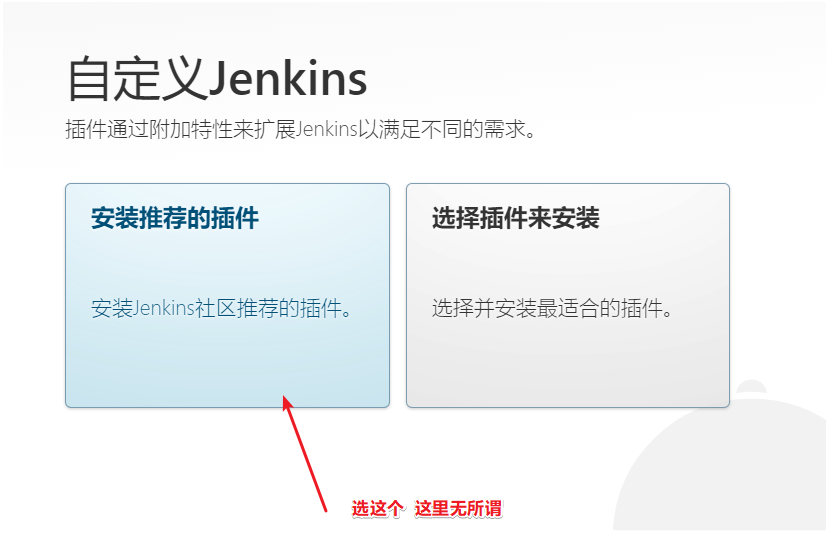 自定义Jenkins
插件通过附加特性来扩展Jenkins以满足不同的需求。
安装推荐的插件
安装Jenkins社区推荐的插件。
选择插件来安装
选择并安装最适合的插件。
选这个 这里无所谓